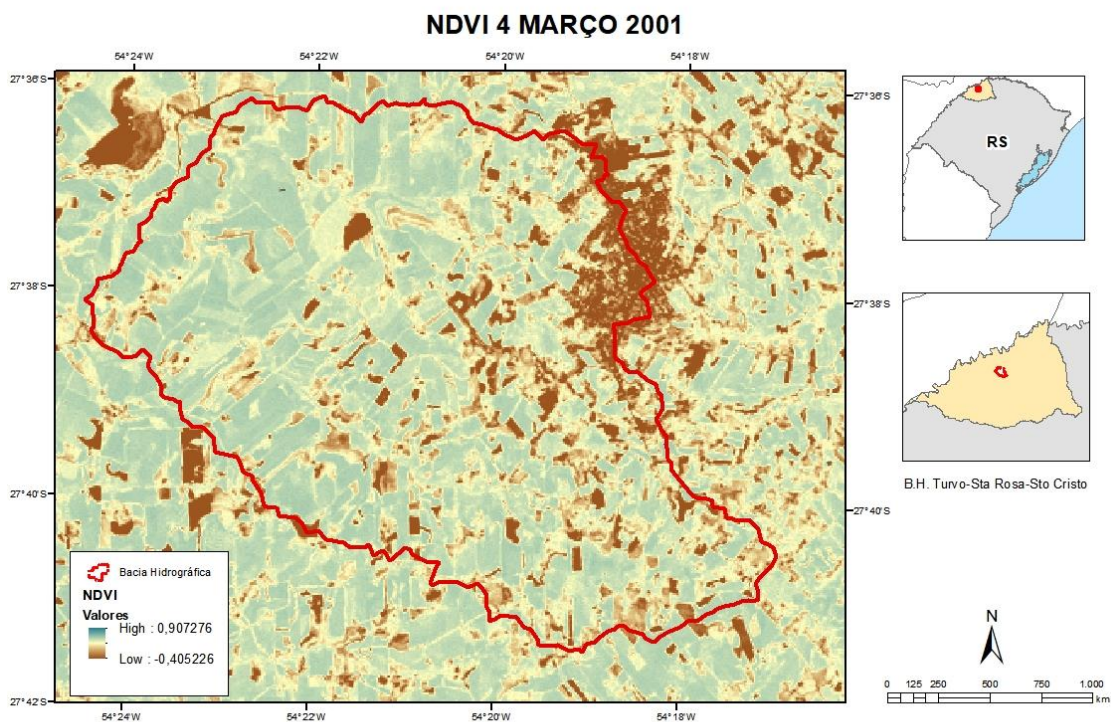 NDVI 4 MARÇO 2001
54°24'W 54°22'W 54°20'W 54°18'W
27°36'S
27°36'S
RS
27°38'S
27°38'S
27°40'S
27°40'S
B.H. Turvo-Sta Rosa-Sto Cristo
Bacia Hidrográfica
NDVI
Valores
High : 0,907276
Low : -0,405226
N
27°42'S
0 125 250 500 750 1.000
km
54°24'W 54°22'W 54°20'W 54°18'W